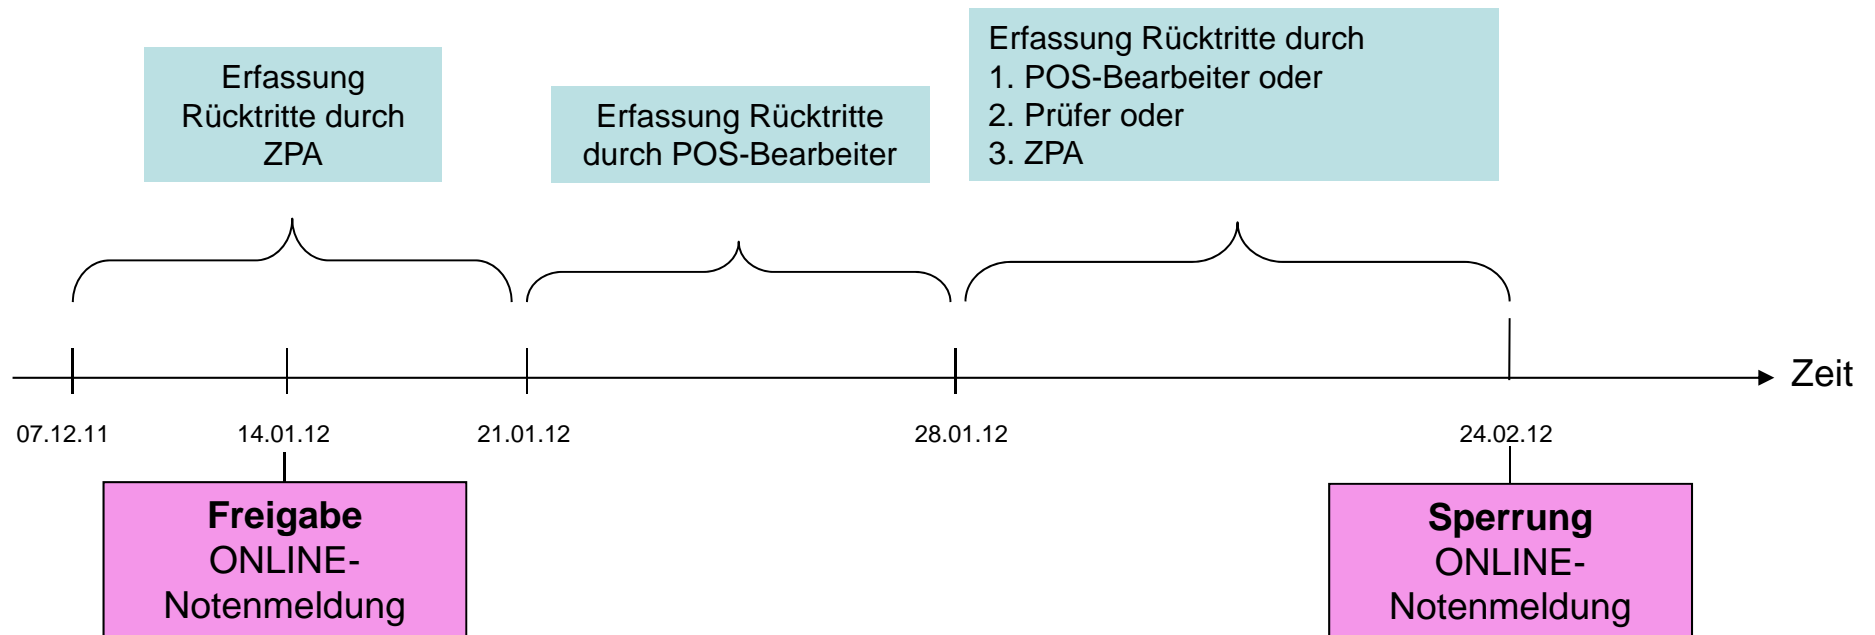 Erfassung
Rücktritte durch
ZPA
Erfassung Rücktritte
durch POS-Bearbeiter
Erfassung Rücktritte durch
1. POS-Bearbeiter oder
2. Prüfer oder
3. ZPA
Zeit
07.12.11
14.01.12
21.01.12
28.01.12
24.02.12
Freigabe
ONLINE-
Notenmeldung
Sperrung
ONLINE-
Notenmeldung